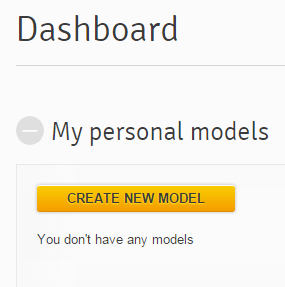 Dashboard
My personal models
CREATE NEW MODEL
You don't have any models